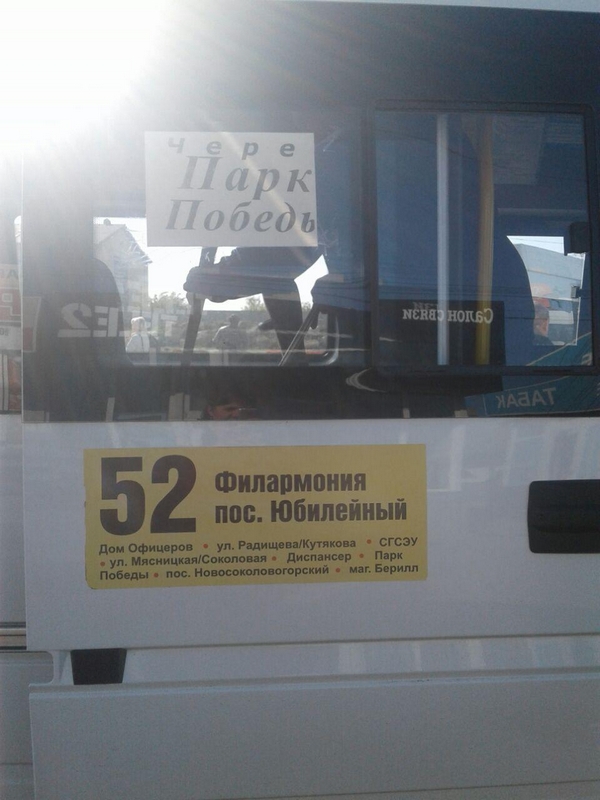 Чере
Парк
Победы
TELE2
Салон связи
ТАБАК
52
Филармония
пос. Юбилейный
Дом Офицеров • ул. Радищева/Кутякова • СГСЭУ
• ул. Мясницкая/Соколовая • Диспансер • Парк
Победы • пос. Новосоколовогорский • маг. Берилл